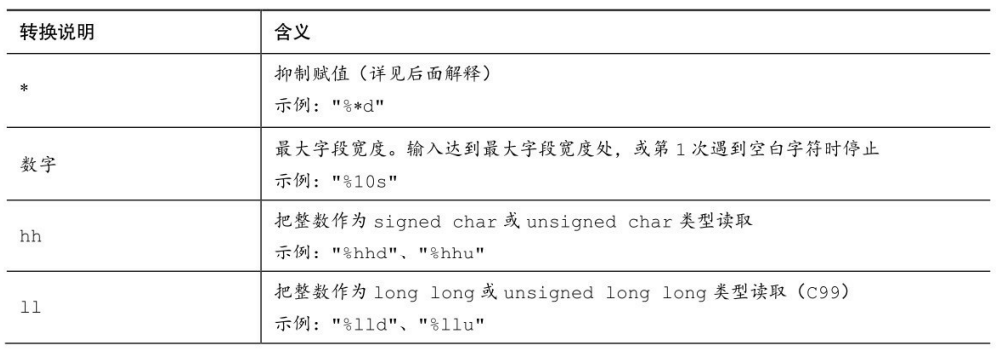 转换说明 含义
* 抑制赋值（详见后面解释）
示例："%*d"
数字 最大字段宽度。输入达到最大字段宽度处，或第 1 次遇到空白字符时停止
示例："%10s"
hh 把整数作为 signed char 或 unsigned char 类型读取
示例："%hhd"、"%hhu"
ll 把整数作为 long long 或 unsigned long long 类型读取（C99）
示例："%lld"、"%llu"